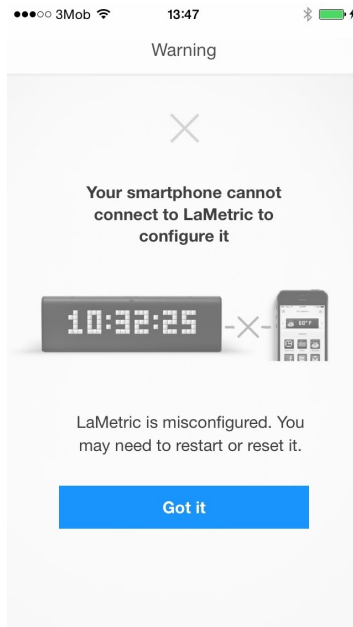 3Mob 13:47
Warning
Your smartphone cannot
connect to LaMetric to
configure it
10:32:25
80°F
LaMetric is misconfigured. You
may need to restart or reset it.
Got it